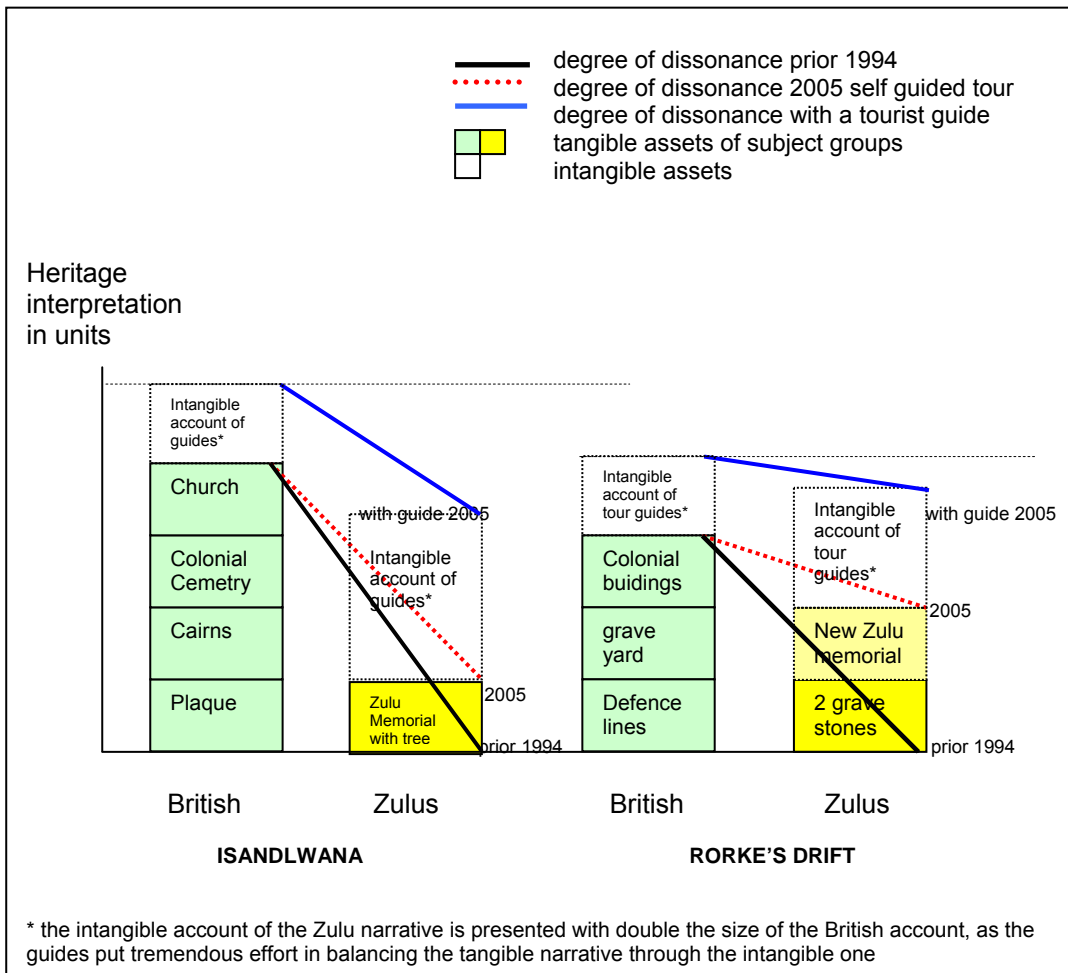 degree of dissonance prior 1994
degree of dissonance 2005 self guided tour
degree of dissonance with a tourist guide
tangible assets of subject groups
intangible assets
Heritage
interpretation
in units
Intangible
account of
guides*
Church
Colonial
Cemetry
Cairns
Plaque
with guide 2005
Intangible
account of
guides*
2005
Zulu
Memorial
with tree
prior 1994
Intangible
account of
tour guides*
Colonial
buidings
grave
yard
Defence
lines
Intangible
account of
tour
guides*
with guide 2005
2005
New Zulu
memorial
2 grave
stones
prior 1994
British
Zulus
British
Zulus
ISANDLWANA
RORKE'S DRIFT
* the intangible account of the Zulu narrative is presented with double the size of the British account, as the
guides put tremendous effort in balancing the tangible narrative through the intangible one